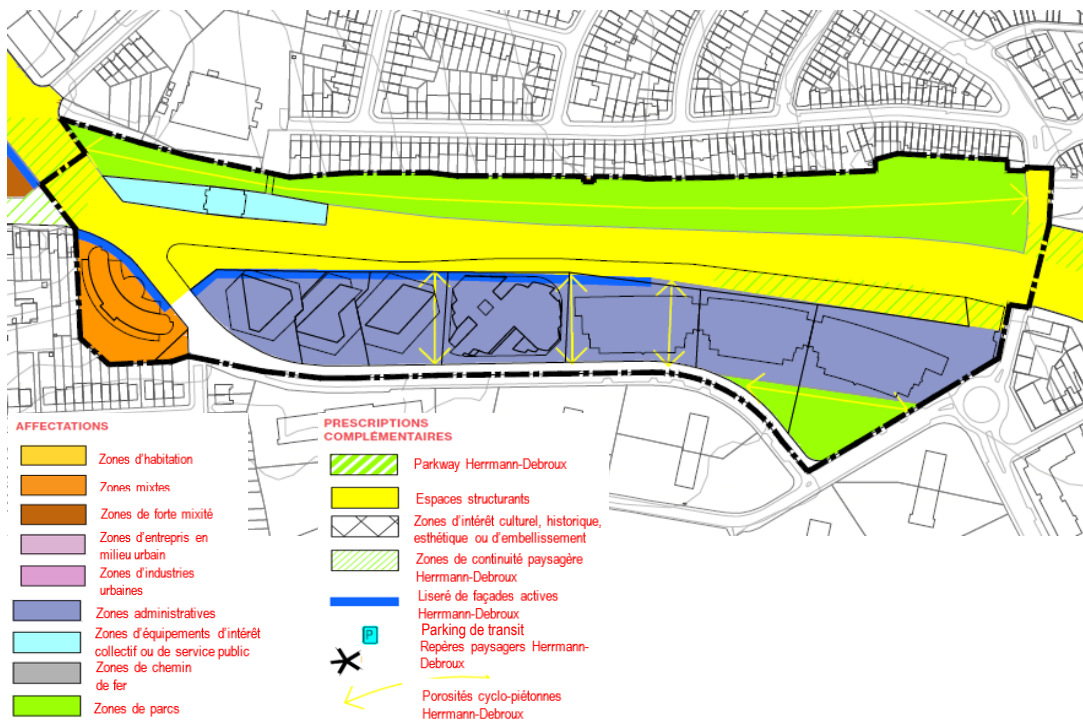 AFFECTATIONS
Zones d'habitation
Zones mixtes
Zones de forte mixité
Zones d'entrepris en
milieu urbain
Zones d'industries
urbaines
Zones administratives
Zones d'équipements d'intérêt
collectif ou de service public
Zones de chemin
de fer
Zones de parcs
PRESCRIPTIONS
COMPLÉMENTAIRES
Parkway Herrmann-Debroux
Espaces structurants
Zones d'intérêt culturel, historique,
esthétique ou d'embellissement
Zones de continuité paysagère
Herrmann-Debroux
Liseré de façades actives
Herrmann-Debroux
P
Parking de transit
Repères paysagers Herrmann-
Debroux
Porosités cyclo-piétonnes
Herrmann-Debroux